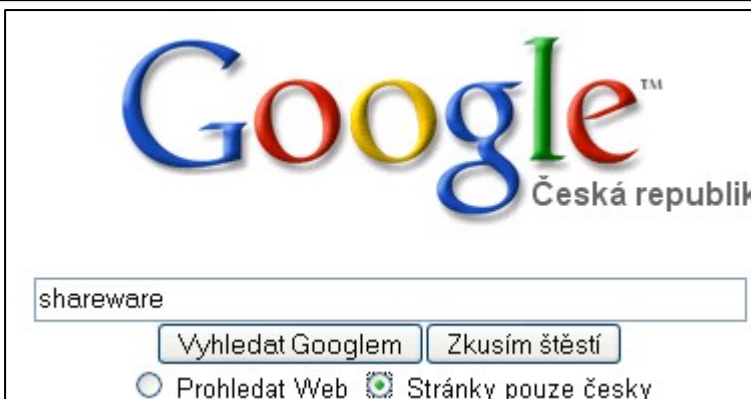 Google™
Česká republik
shareware
Vyhledat Googlem Zkusím štěstí
Prohledat Web Stránky pouze česky